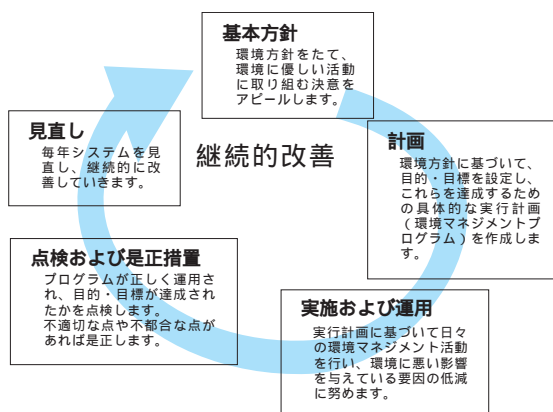 基本方針
環境方針をたて、
環境に優しい活動
に取り組む決意を
アピールします。
見直し
毎年システムを見
直し、継続的に改
善していきます。
継続的改善
計画
環境方針に基づいて、
目的・目標を設定し、
これらを達成するため
の具体的な実行計画
(環境マネジメントプ
ログラム)を作成しま
す。
点検および是正措置
プログラムが正しく運用さ
れ、目的・目標が達成され
たかを点検します。
不適切な点や不都合な点が
あれば是正します。
実施および運用
実行計画に基づいて日々
の環境マネジメント活動
を行い、環境に悪い影響
を与えている要因の低減
に努めます。